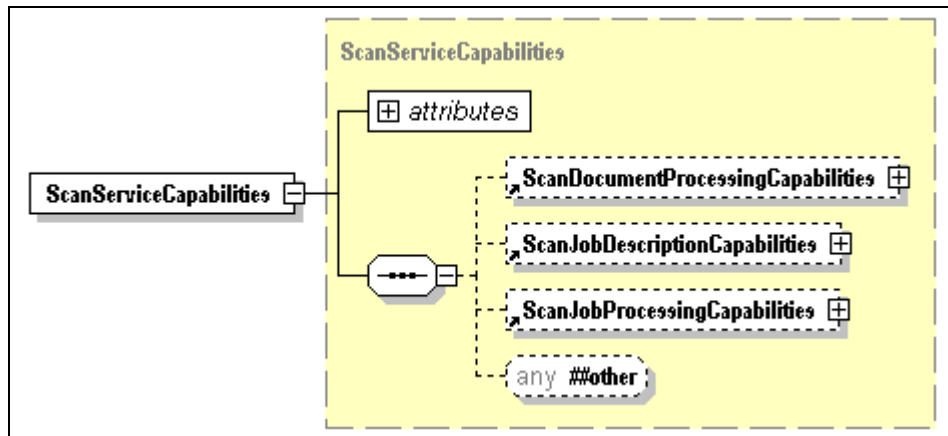 ScanServiceCapabilities
attributes
ScanServiceCapabilities
ScanDocumentProcessingCapabilities
ScanJobDescriptionCapabilities
ScanJobProcessingCapabilities
any ##other